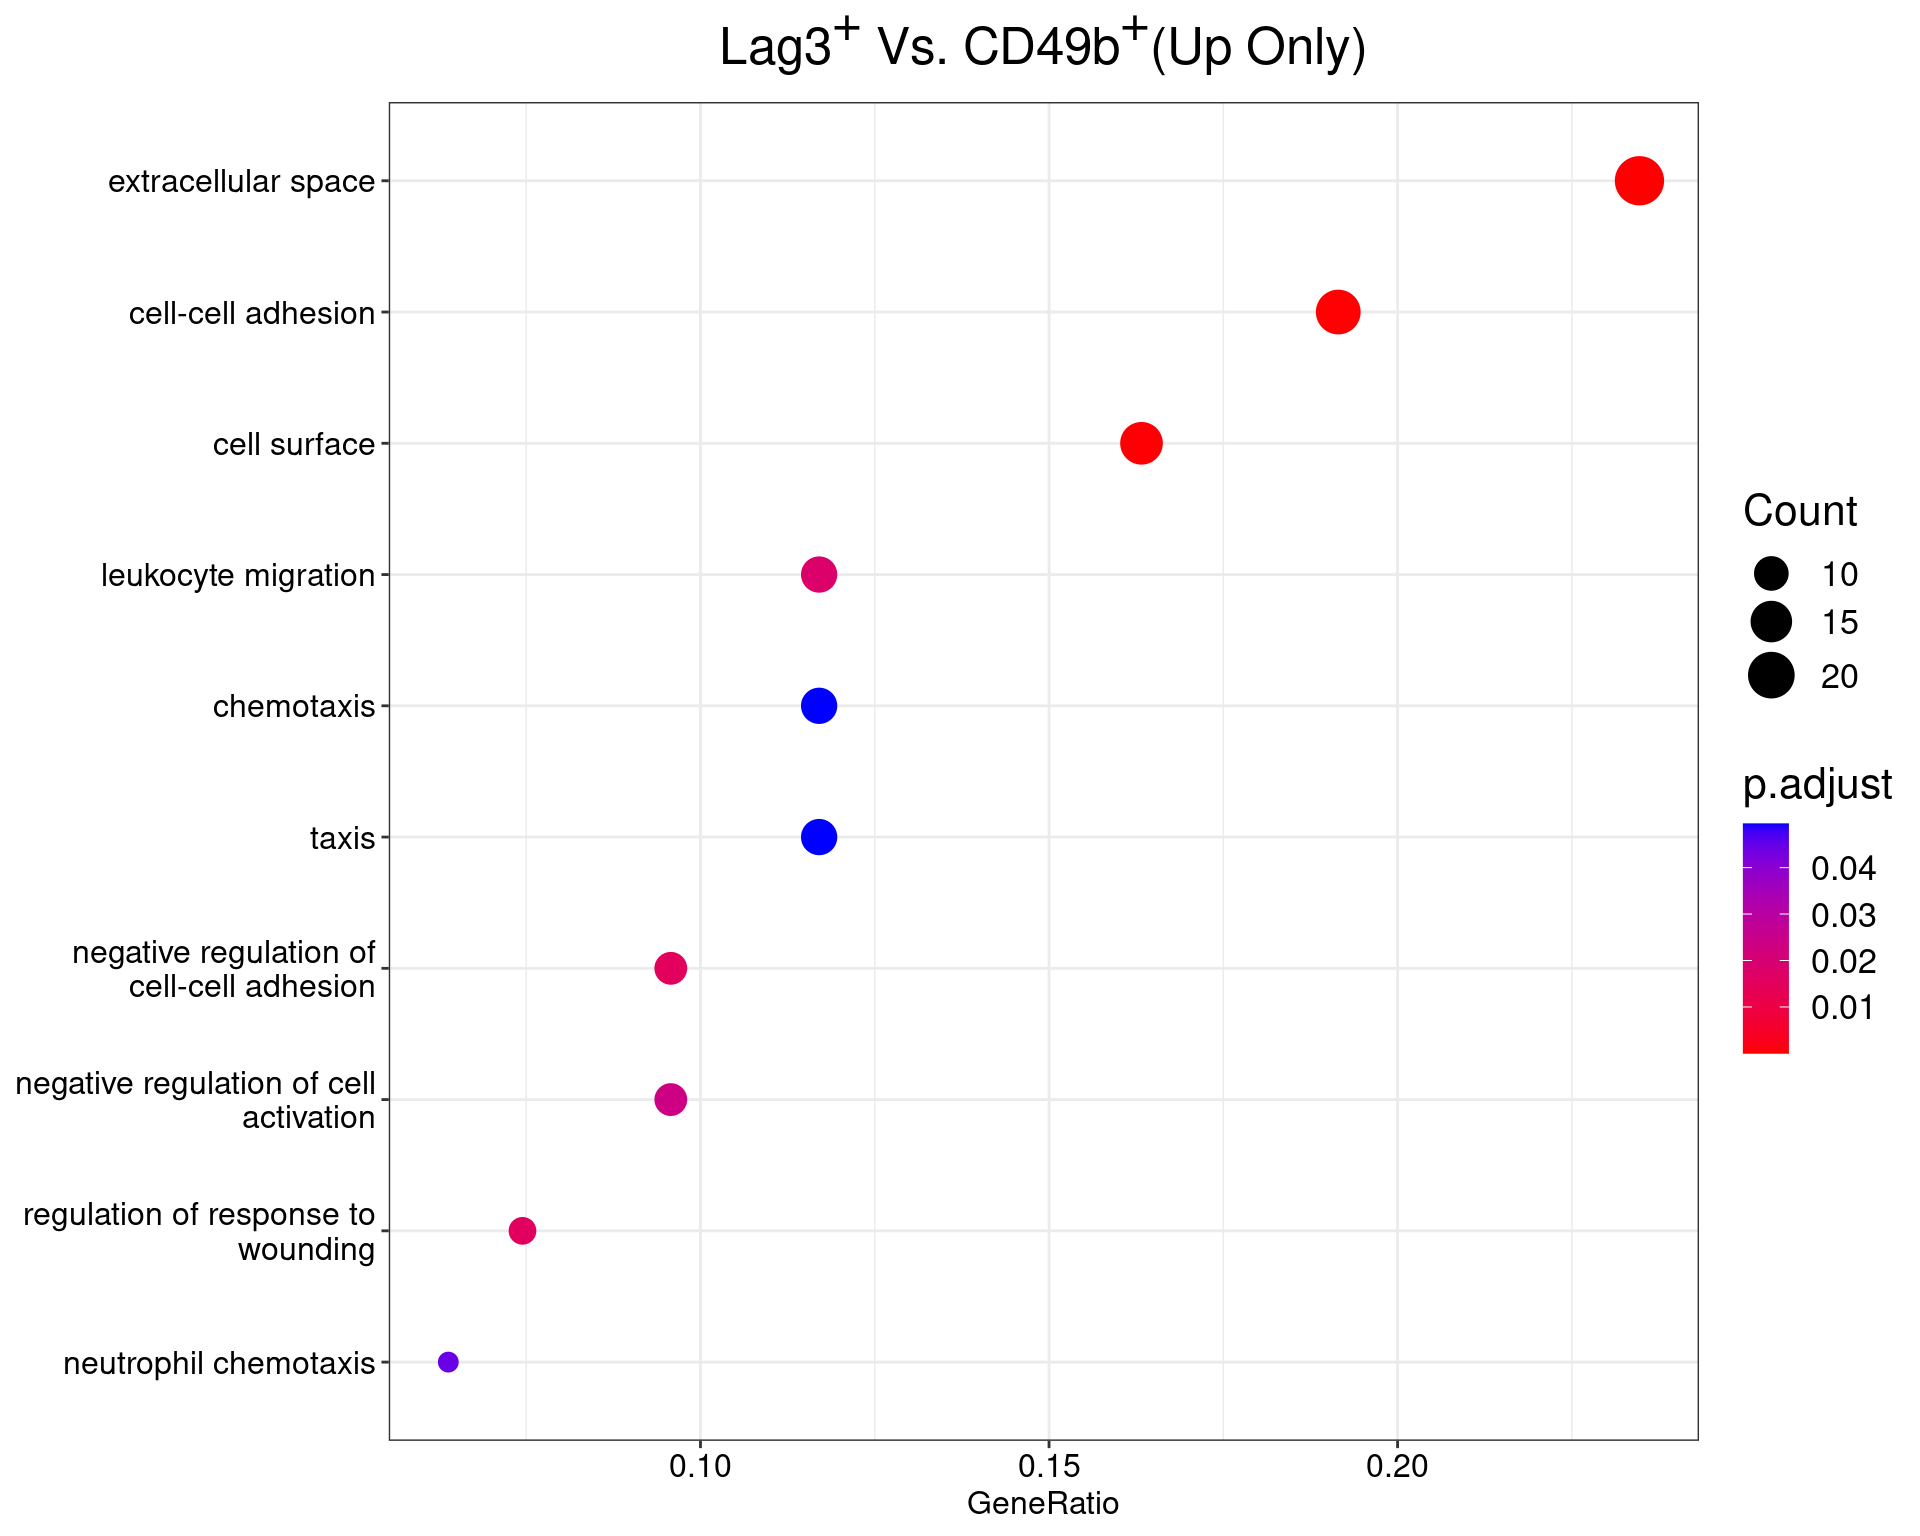 Lag3+ Vs. CD49b+(Up Only)
extracellular space
cell-cell adhesion
cell surface
leukocyte migration
chemotaxis
taxis
negative regulation of
cell-cell adhesion
negative regulation of cell
activation
regulation of response to
wounding
neutrophil chemotaxis
0.10
0.15
0.20
GeneRatio
Count
10
15
20
p.adjust
0.04
0.03
0.02
0.01